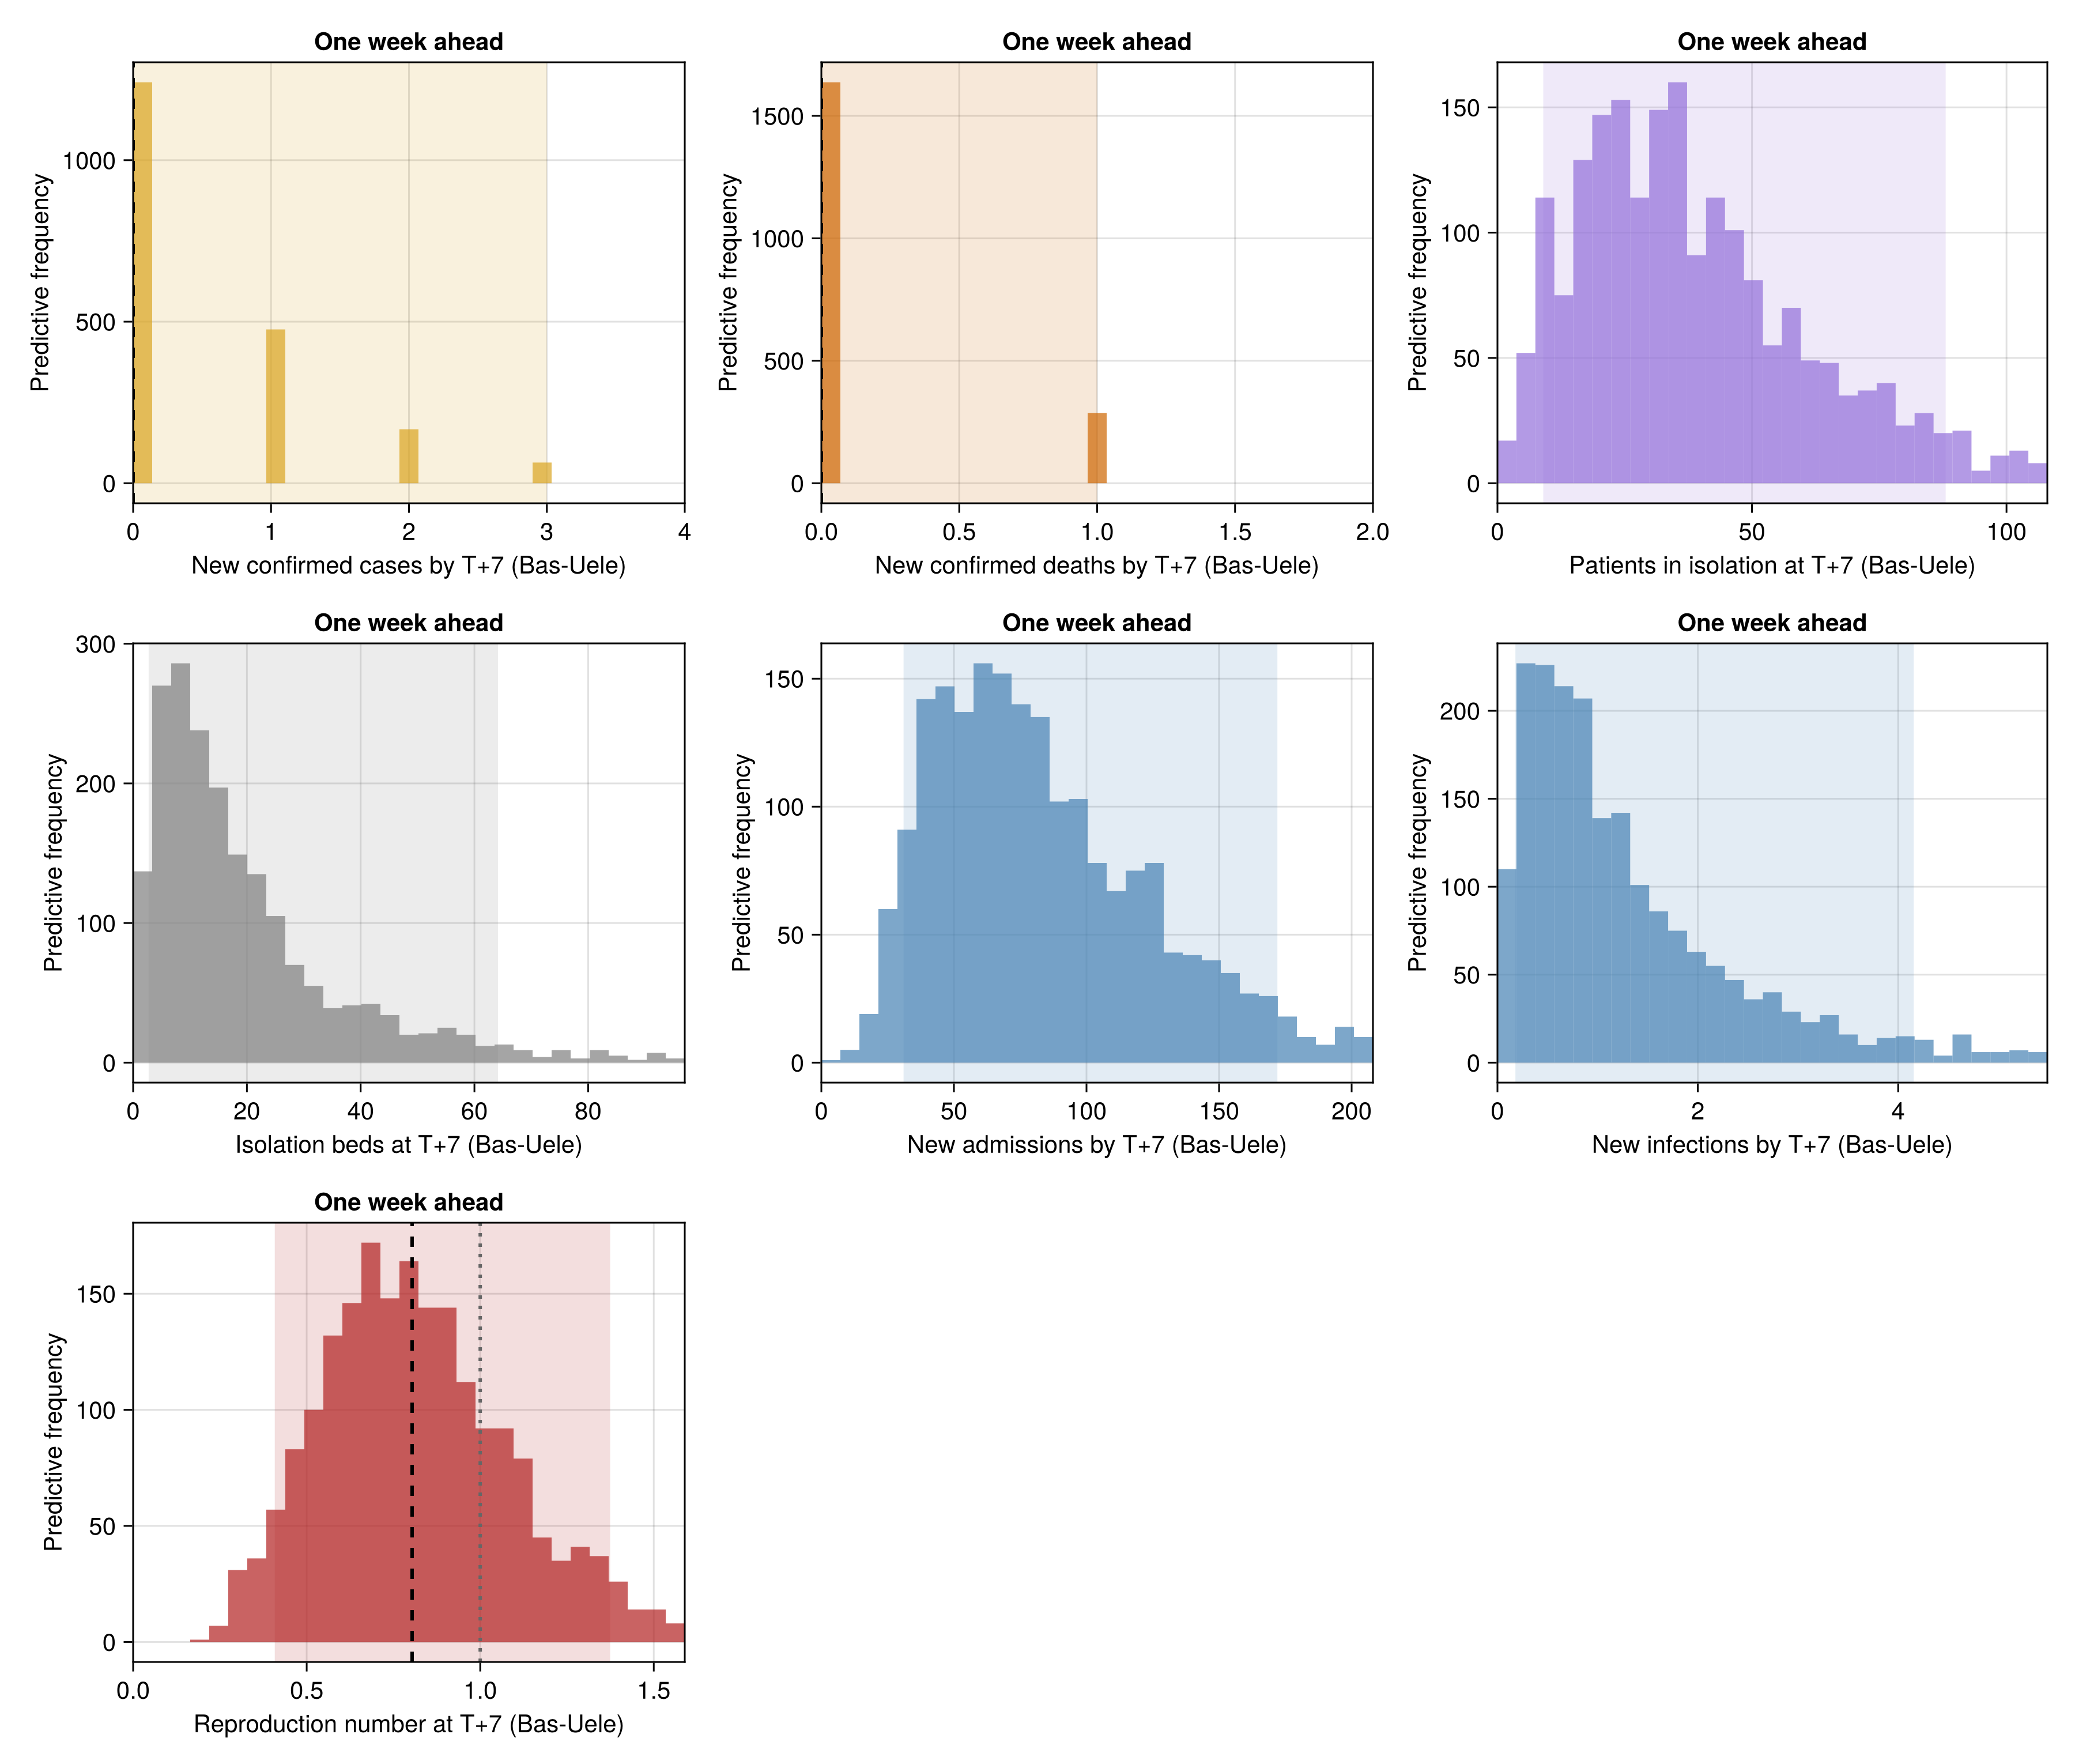 One week ahead
Predictive frequency
1000
500
0
0 1 2 3 4
New confirmed cases by T+7 (Bas-Uele)
One week ahead
Predictive frequency
1500
1000
500
0
0.0 0.5 1.0 1.5 2.0
New confirmed deaths by T+7 (Bas-Uele)
One week ahead
Predictive frequency
150
100
50
0
0 50 100
Patients in isolation at T+7 (Bas-Uele)
One week ahead
Predictive frequency
300
200
100
0
0 20 40 60 80
Isolation beds at T+7 (Bas-Uele)
One week ahead
Predictive frequency
150
100
50
0
0 50 100 150 200
New admissions by T+7 (Bas-Uele)
One week ahead
Predictive frequency
200
150
100
50
0
0 2 4
New infections by T+7 (Bas-Uele)
One week ahead
Predictive frequency
150
100
50
0
0.0 0.5 1.0 1.5
Reproduction number at T+7 (Bas-Uele)